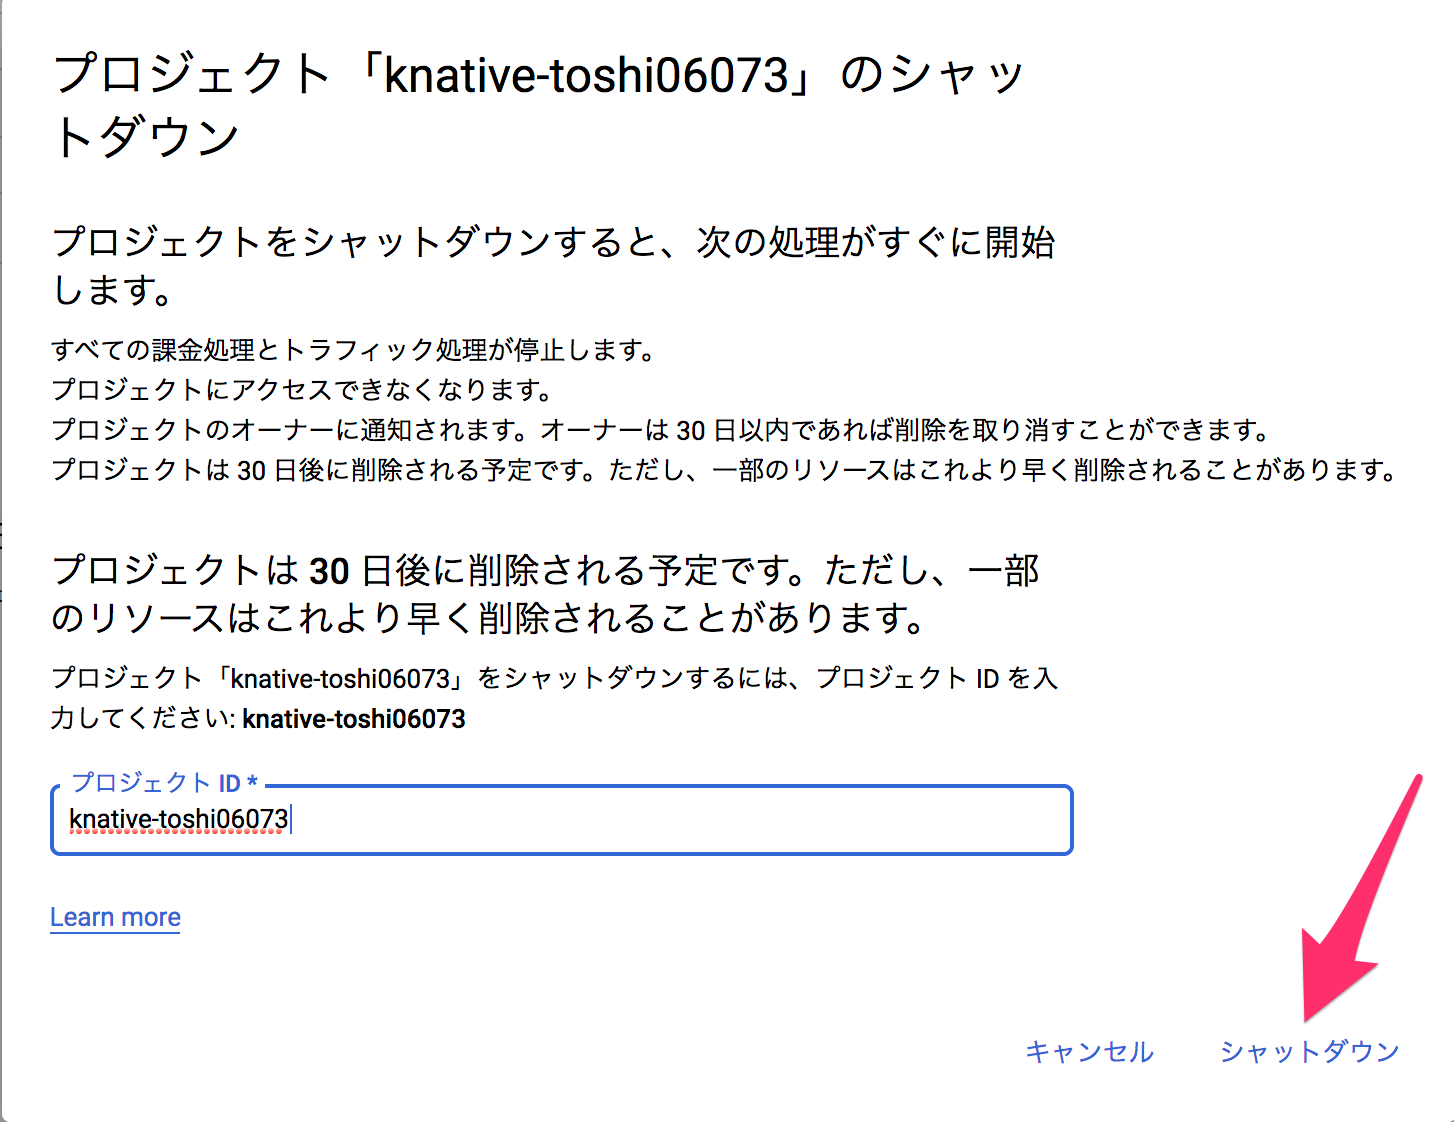 プロジェクト「knative-toshi06073」のシャッ
トダウン
プロジェクトをシャットダウンすると、次の処理がすぐに開始
します。
すべての課金処理とトラフィック処理が停止します。
プロジェクトにアクセスできなくなります。
プロジェクトのオーナーに通知されます。オーナーは 30 日以内であれば削除を取り消すことができます。
プロジェクトは 30 日後に削除される予定です。ただし、一部のリソースはこれより早く削除されることがあります。
プロジェクトは 30 日後に削除される予定です。ただし、一部
のリソースはこれより早く削除されることがあります。
プロジェクト「knative-toshi06073」をシャットダウンするには、プロジェクト ID を入
力してください: knative-toshi06073
プロジェクト ID *
knative-toshi06073
Learn more
キャンセル シャットダウン